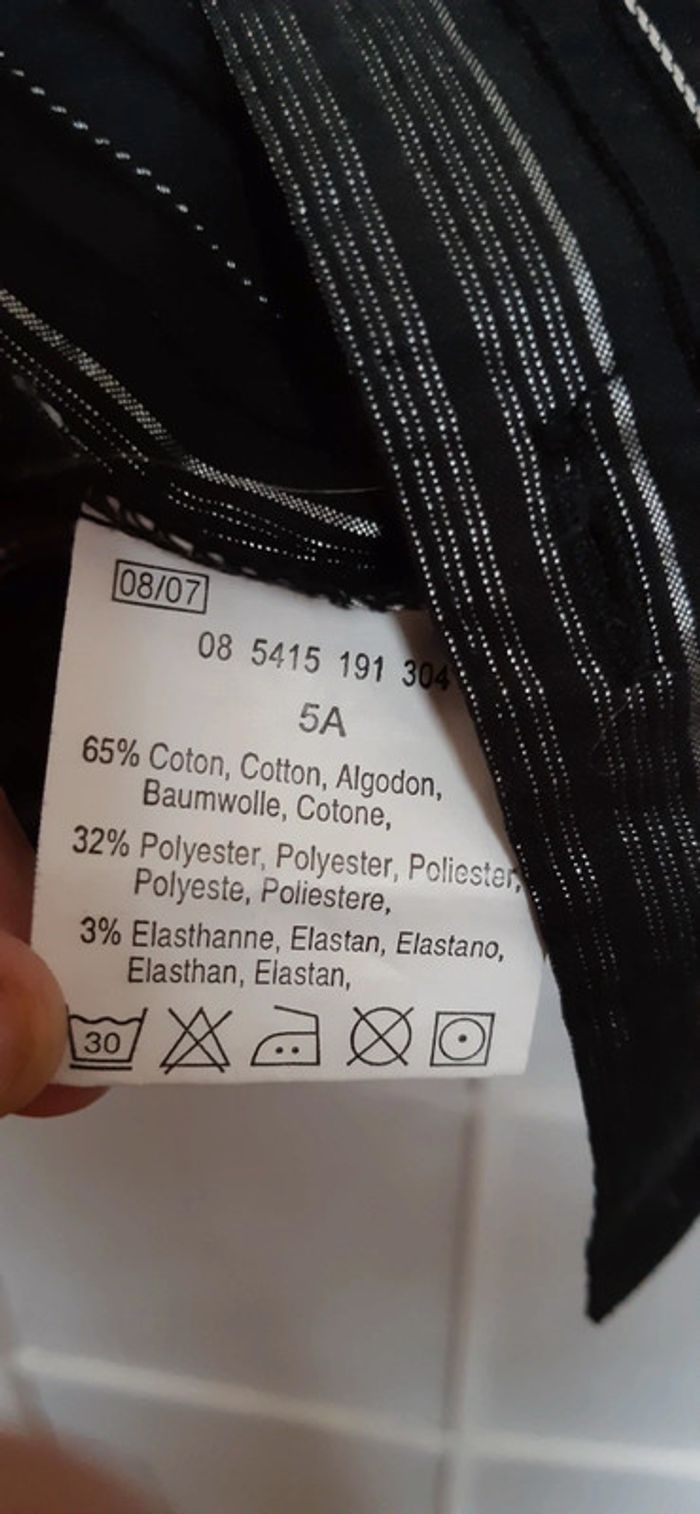 08/07
08 5415 191 304
5A
65% Coton, Cotton, Algodon,
Baumwolle, Cotone,
32% Polyester, Polyester, Poliester,
Polyeste, Poliestere,
3% Elasthanne, Elastan, Elastano,
Elasthan, Elastan,
30